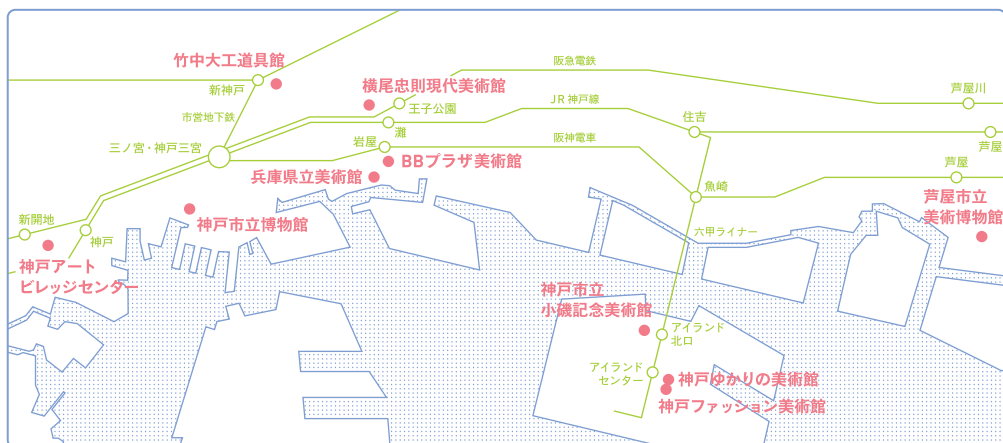 竹中大工道具館
新神戸
市営地下鉄
横尾忠則現代美術館
王子公園
阪急電鉄
芦屋川
JR神戸線
灘
住吉
芦屋
三ノ宮・神戸三宮
岩屋
阪神電車
BBプラザ美術館
兵庫県立美術館
芦屋
魚崎
芦屋市立
美術博物館
新開地
神戸
神戸市立博物館
六甲ライナー
神戸アート
ビレッジセンター
神戸市立
小磯記念美術館
アイランド
北口
アイランド
センター
神戸ゆかりの美術館
神戸ファッション美術館